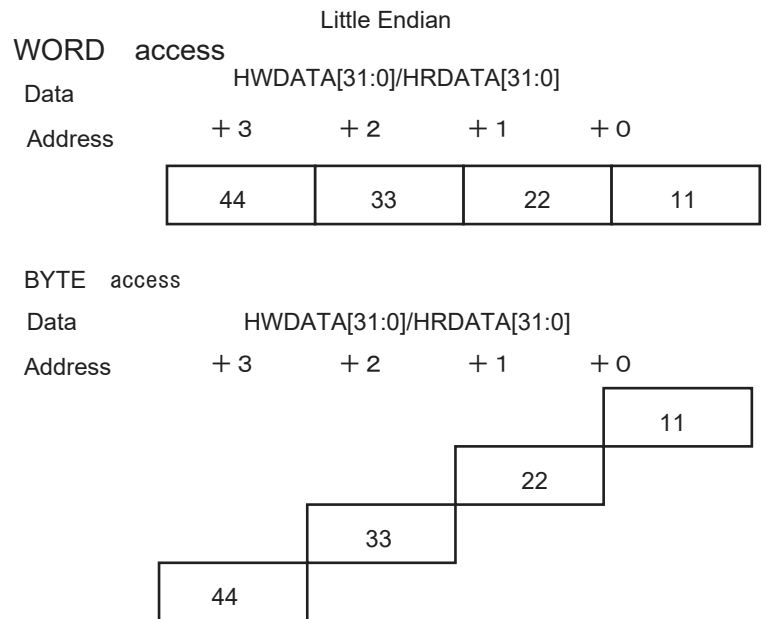 Little Endian
WORD access
Data HWDATA[31:0]/HRDATA[31:0]
Address +3 +2 +1 +0
44 33 22 11
BYTE access
Data HWDATA[31:0]/HRDATA[31:0]
Address +3 +2 +1 +0
11
22
33
44